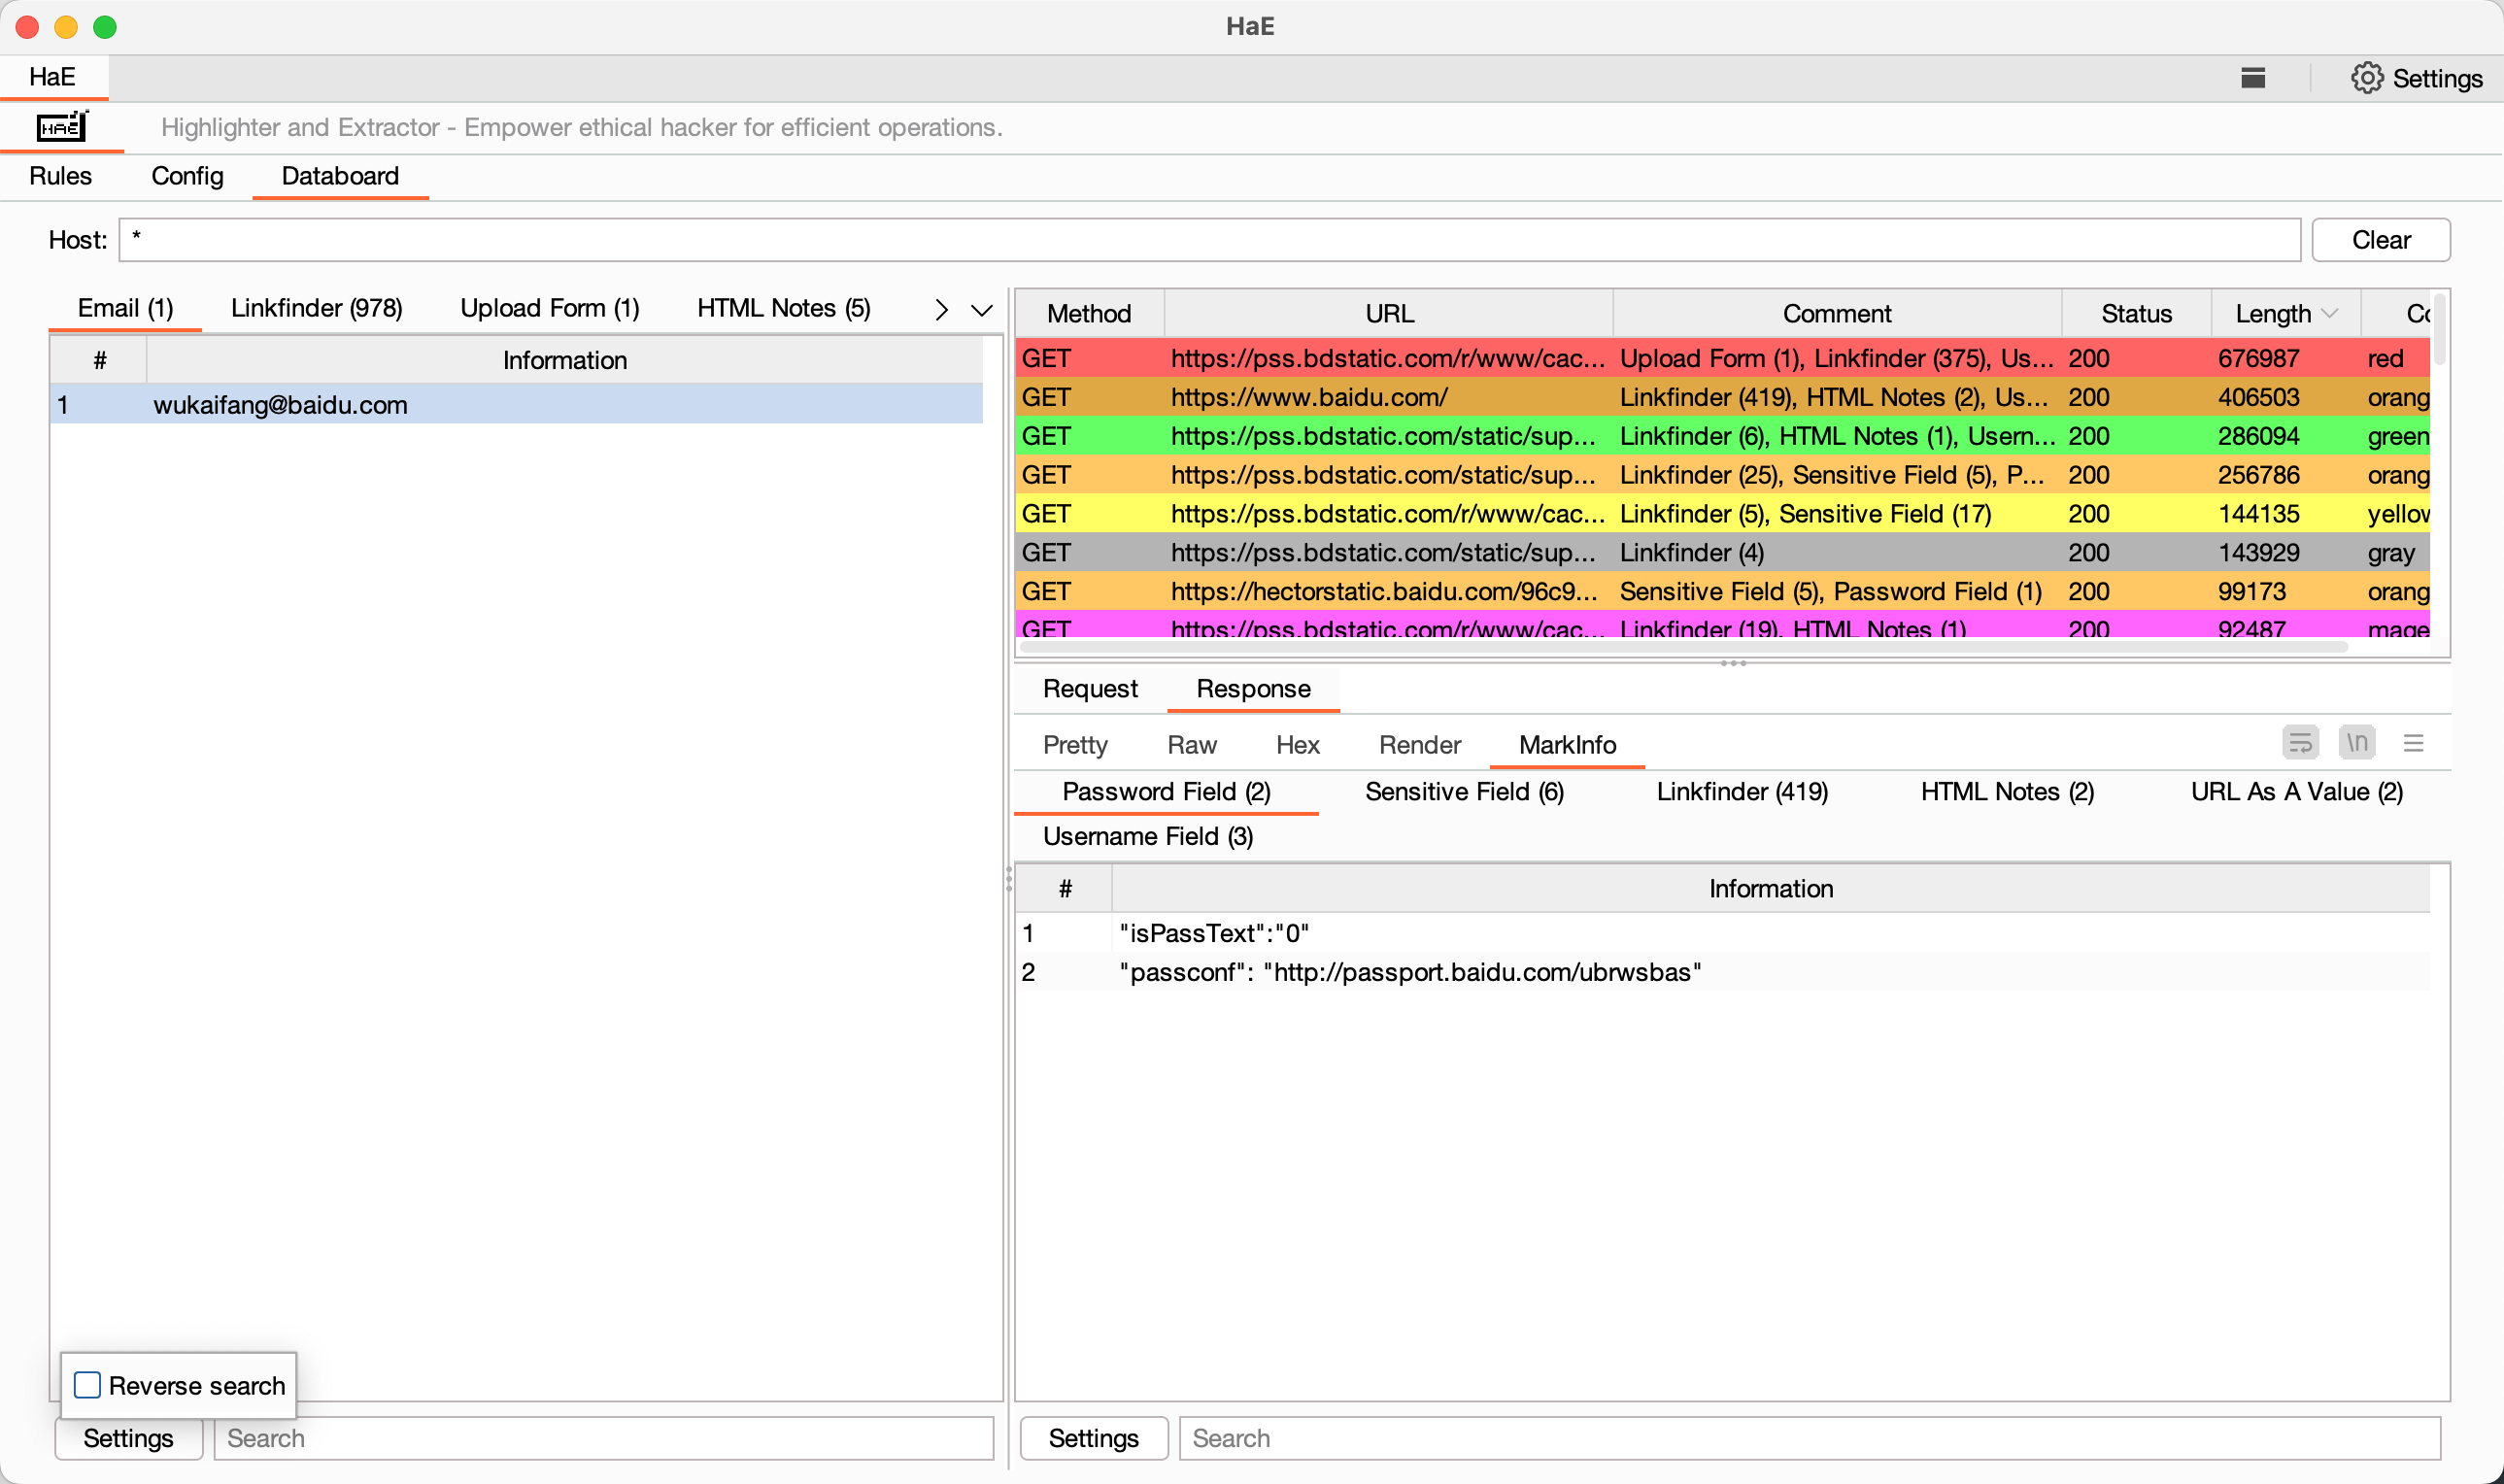 HaE
HaE Settings
HAE Highlighter and Extractor - Empower ethical hacker for efficient operations.
Rules Config Databoard
Host: * Clear
Email (1) Linkfinder (978) Upload Form (1) HTML Notes (5)
# Information
1 wukaifang@baidu.com
Method URL Comment Status Length Co
GET https://pss.bdstatic.com/r/www/cac... Upload Form (1), Linkfinder (375), Us... 200 676987 red
GET https://www.baidu.com/ Linkfinder (419), HTML Notes (2), Us... 200 406503 orang
GET https://pss.bdstatic.com/static/sup... Linkfinder (6), HTML Notes (1), Usern... 200 286094 green
GET https://pss.bdstatic.com/static/sup... Linkfinder (25), Sensitive Field (5), P... 200 256786 orang
GET https://pss.bdstatic.com/r/www/cac... Linkfinder (5), Sensitive Field (17) 200 144135 yellow
GET https://pss.bdstatic.com/static/sup... Linkfinder (4) 200 143929 gray
GET https://hectorstatic.baidu.com/96c9... Sensitive Field (5), Password Field (1) 200 99173 orang
GET https://pss.bdstatic.com/r/www/cac... Linkfinder (19), HTML Notes (1) 200 92487 mage
Request Response
Pretty Raw Hex Render MarkInfo \n
Password Field (2) Sensitive Field (6) Linkfinder (419) HTML Notes (2) URL As A Value (2)
Username Field (3)
# Information
1 "isPassText":"0"
2 "passconf": "http://passport.baidu.com/ubrwsbas"
Reverse search
Settings Search
Settings Search